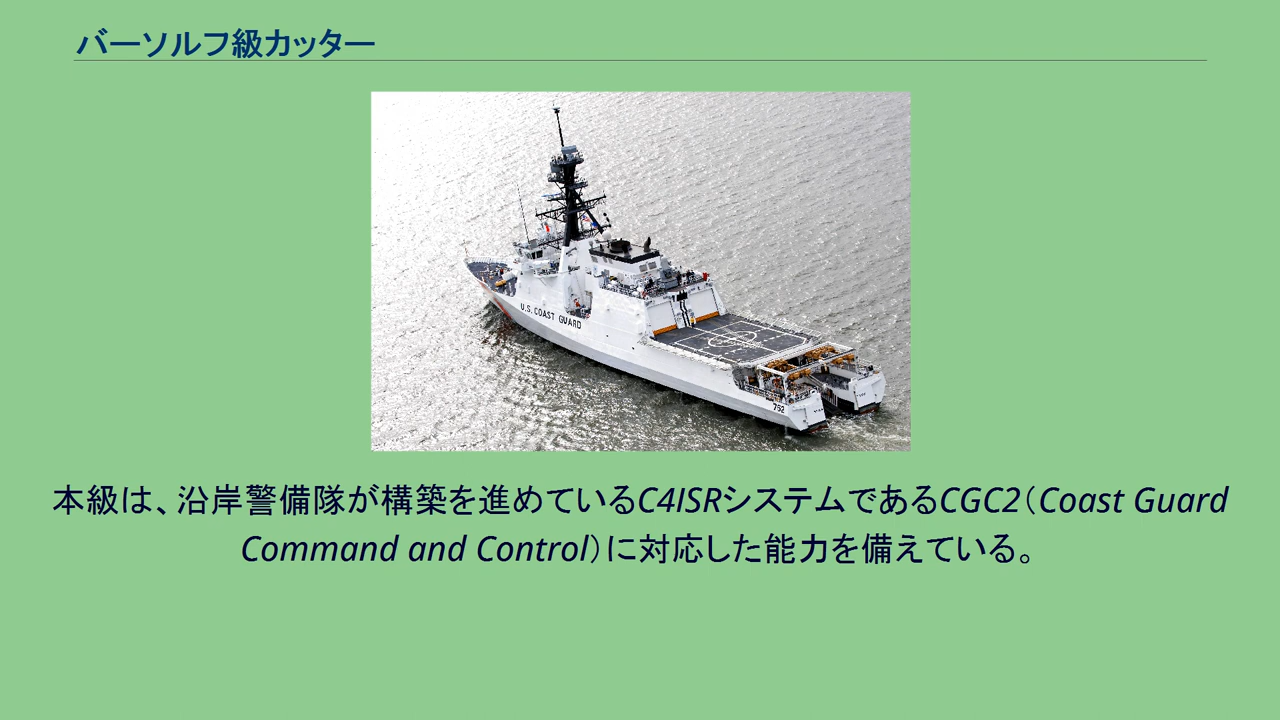 バーソルフ級カッター
U.S. COAST GUARD
752
本級は、沿岸警備隊が構築を進めているC4ISRシステムであるCGC2（Coast Guard
Command and Control）に対応した能力を備えている。